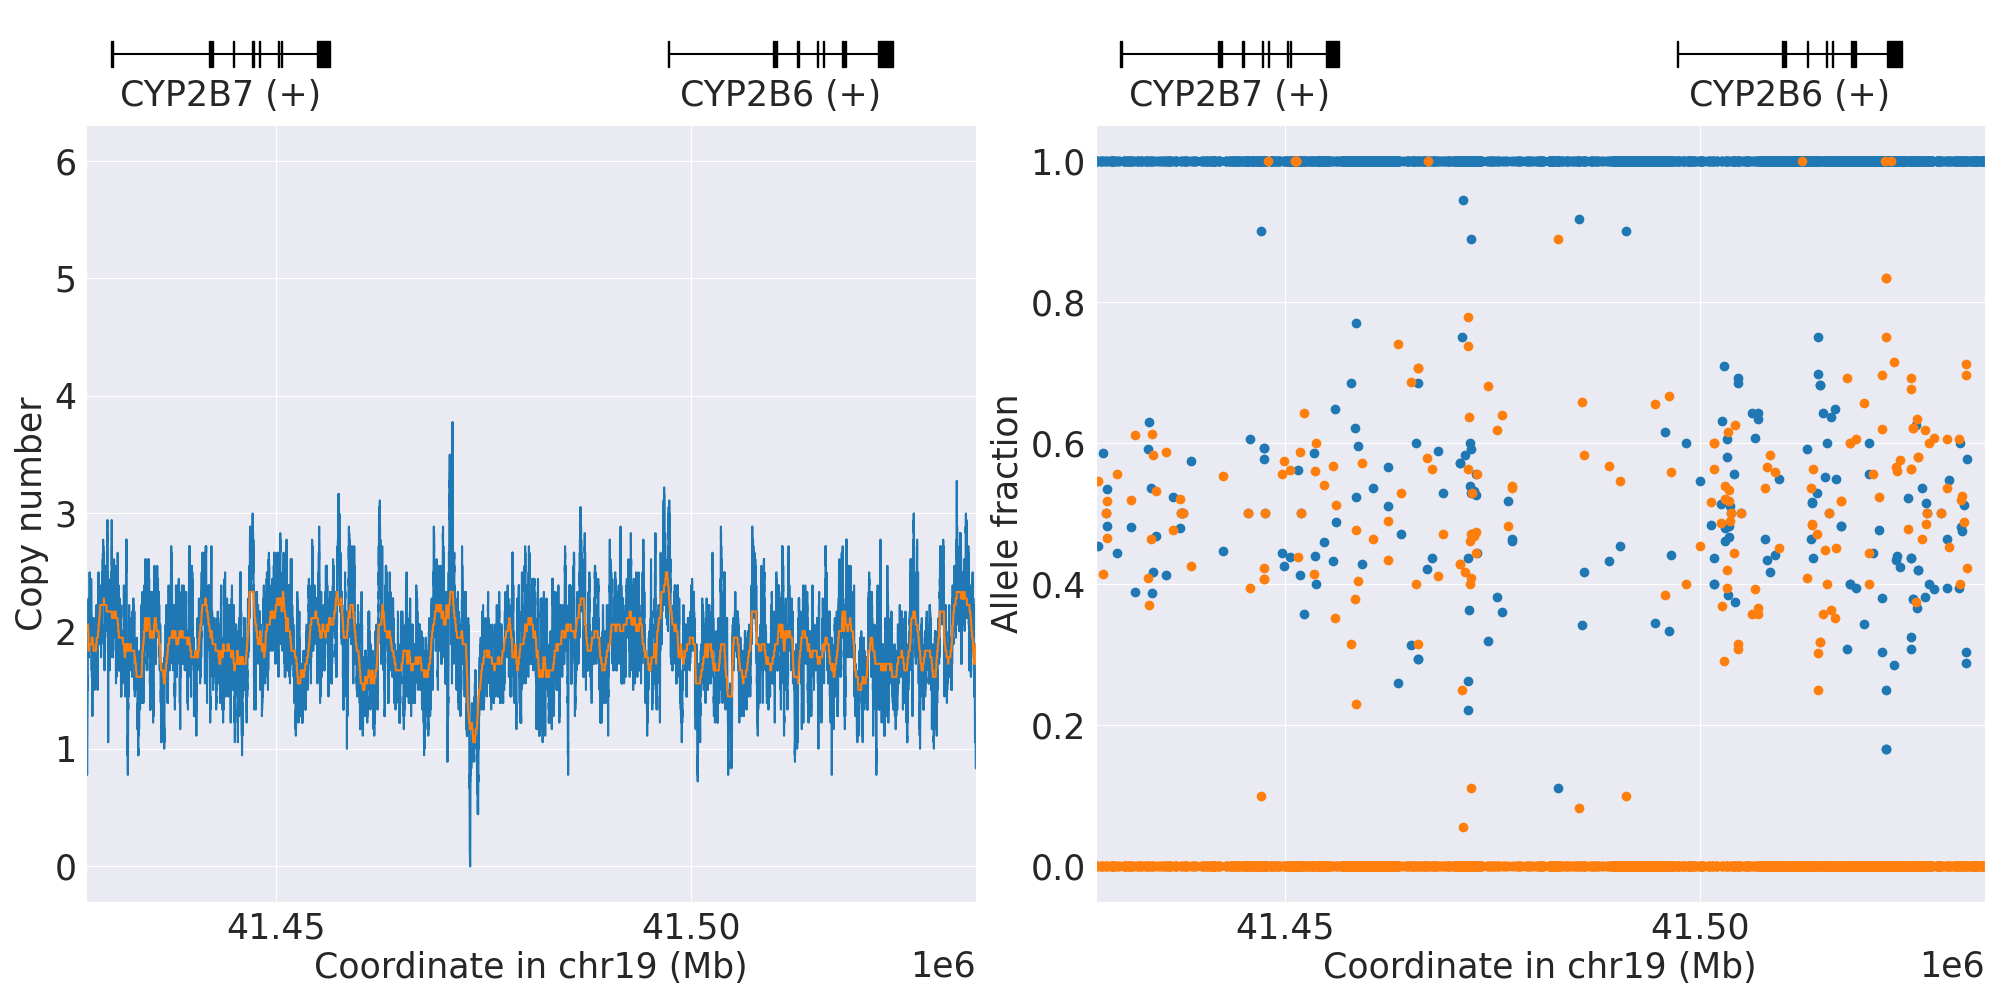 CYP2B7 (+)
CYP2B6 (+)
6
5
4
3
2
1
0
Copy number
41.45
41.50
Coordinate in chr19 (Mb)
1e6
CYP2B7 (+)
CYP2B6 (+)
1.0
0.8
0.6
0.4
0.2
0.0
Allele fraction
41.45
41.50
Coordinate in chr19 (Mb)
1e6